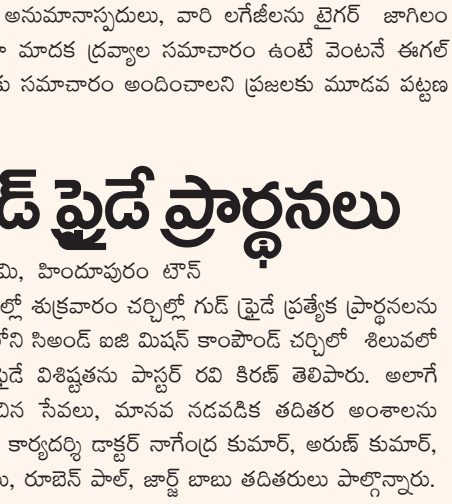 అనుమానాస్పదులు, వారి లగేజీలను టైగర్ జాగిలం
మాదక ద్రవ్యాల సమాచారం ఉంటే వెంటనే ఈగల్
కు సమాచారం అందించాలని ప్రజలకు మూడవ పట్టణ
ప్రార్థనలు
హిందూపురం టౌన్
శుక్రవారం చర్చిల్లో గుడ్ ఫ్రైడే ప్రత్యేక ప్రార్థనలను
సిఅండ్ ఐజి మిషన్ కాంపౌండ్ చర్చిలో శిలువలో
విశిష్టతను పాస్టర్ రవి కిరణ్ తెలిపారు. అలాగే
సేవలు, మానవ నడవడిక తదితర అంశాలను
కార్యదర్శి డాక్టర్ నాగేంద్ర కుమార్, అరుణ్ కుమార్,
రూబెన్ పాల్, జార్జ్ బాబు తదితరులు పాల్గొన్నారు.